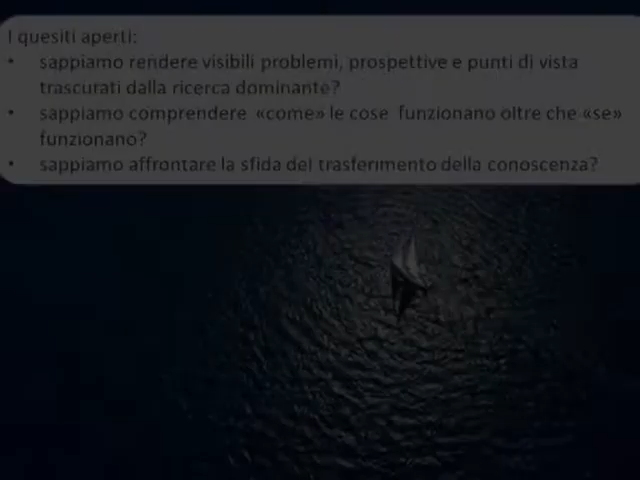 I quesiti aperti:
• sappiamo rendere visibili problemi, prospettive e punti di vista
trascurati dalla ricerca dominante?
• sappiamo comprendere «come» le cose funzionano oltre che «se»
funzionano?
• sappiamo affrontare la sfida del trasferimento della conoscenza?